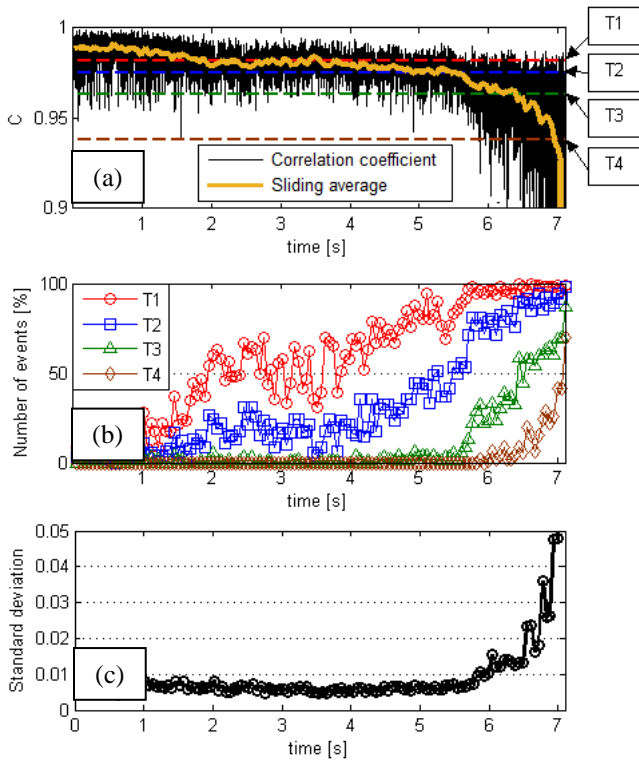 1
0.95
0.9
C
T1
T2
T3
T4
(a)
Correlation coefficient
Sliding average
1 2 3 4 5 6 7
time [s]
100
50
0
Number of events [%]
T1
T2
T3
T4
(b)
0 1 2 3 4 5 6 7
time [s]
0.05
0.04
0.03
0.02
0.01
0
Standard deviation
(c)
0 1 2 3 4 5 6 7
time [s]